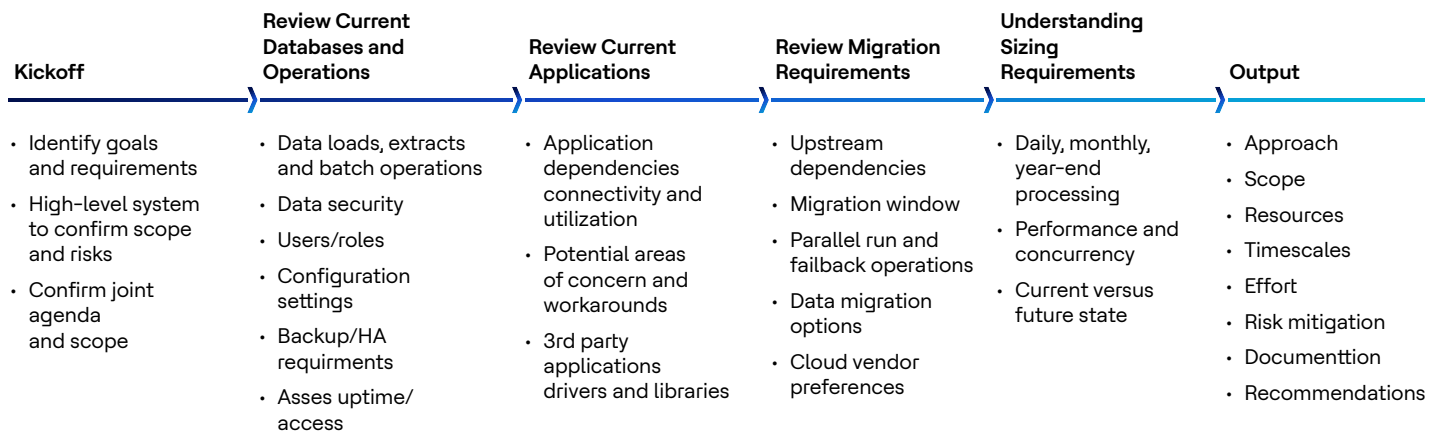 Kickoff
• Identify goals
and requirements
• High-level system
to confirm scope
and risks
• Confirm joint
agenda
and scope
Review Current
Databases and
Operations
• Data loads, extracts
and batch operations
• Data security
• Users/roles
• Configuration
settings
• Backup/HA
requirments
• Asses uptime/
access
Review Current
Applications
• Application
dependencies
connectivity and
utilization
• Potential areas
of concern and
workarounds
• 3rd party
applications
drivers and libraries
Review Migration
Requirements
• Upstream
dependencies
• Migration window
• Parallel run and
failback operations
• Data migration
options
• Cloud vendor
preferences
Understanding
Sizing
Requirements
• Daily, monthly,
year-end
processing
• Performance and
concurrency
• Current versus
future state
Output
• Approach
• Scope
• Resources
• Timescales
• Effort
• Risk mitigation
• Documenttion
• Recommendations